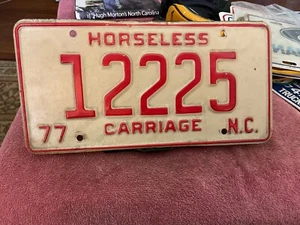 Hugh Morton's North Carolina
HORSELESS
12225
77 CARRIAGE N.C.